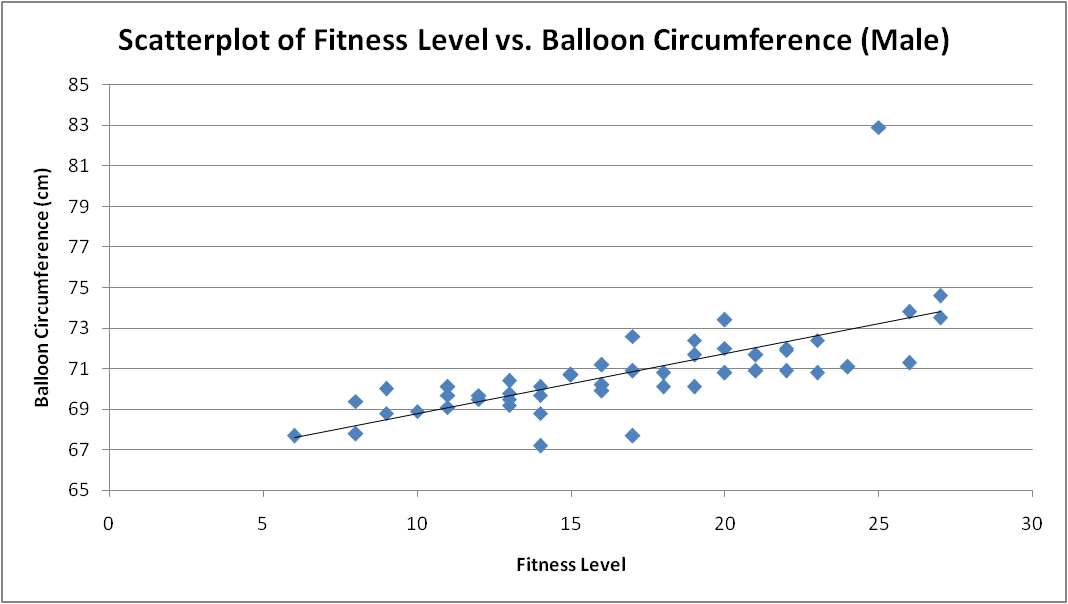 Scatterplot of Fitness Level vs. Balloon Circumference (Male)
Balloon Circumference (cm)
85
83
81
79
77
75
73
71
69
67
65
0 5 10 15 20 25 30
Fitness Level